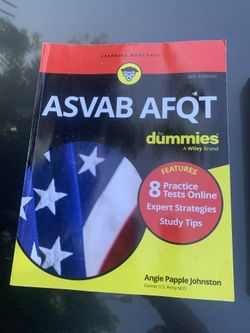 LEARNING MADE EASY
4th Edition
ASVAB AFQT
dummies
A Wiley Brand
FEATURES
8 Practice
Tests Online
Expert Strategies
Study Tips
Angie Papple Johnston
Former U.S. Army NCO